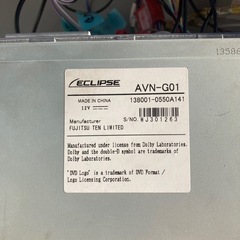 13586
ECLIPSE AVN-G01
MADE IN CHINA 138001-0550A141
12V
S/NO. WJ301263
Manufacturer
FUJITSU TEN LIMITED
Manufactured under license from Dolby Laboratories.
Dolby and the double-D symbol are trademarks of
Dolby Laboratories.
"DVD Logo" is a trademark of DVD Format /
Logo Licensing Corporation.